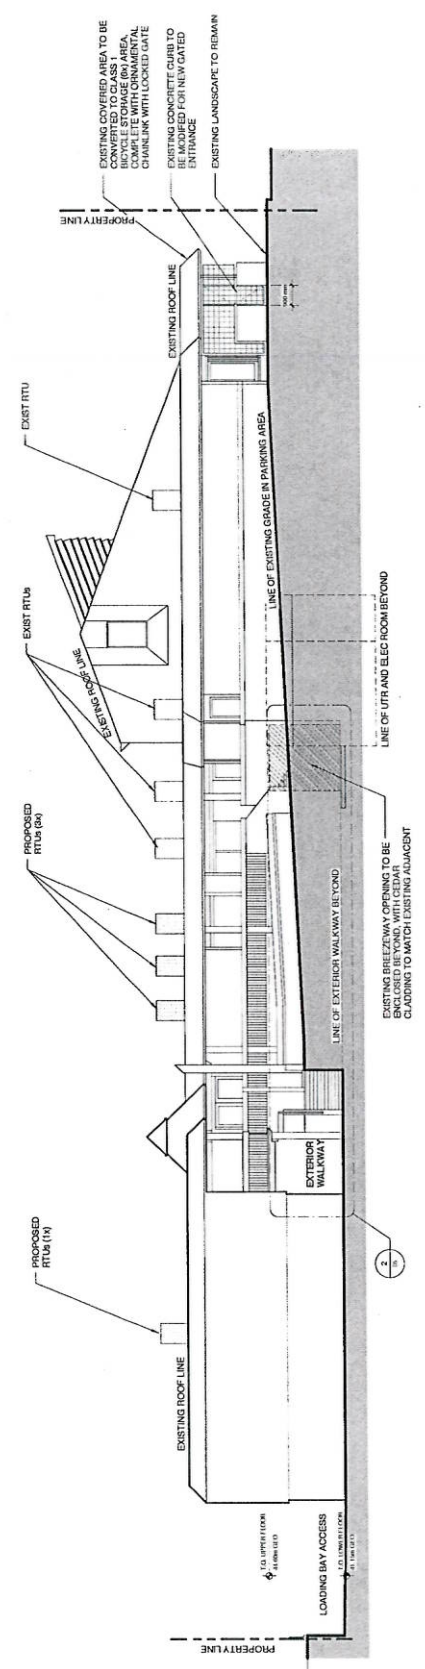 PROPERTY LINE
LOADING BAY ACCESS
T.O. UPPER FLOOR
T.O. LOWER FLOOR
EXISTING ROOF LINE
PROPOSED
RTUs (1x)
2
EXTERIOR
WALKWAY
PROPOSED
RTUs (3x)
LINE OF EXTERIOR WALKWAY BEYOND
EXISTING BREEZEWAY OPENING TO BE
ENCLOSED BEYOND, WITH CEDAR
CLADDING TO MATCH EXISTING ADJACENT
EXIST RTUs
EXISTING ROOF LINE
LINE OF UTR AND ELEC ROOM BEYOND
LINE OF EXISTING GRADE IN PARKING AREA
EXIST RTU
EXISTING ROOF LINE
900 mm
PROPERTY LINE
EXISTING COVERED AREA TO BE
CONVERTED TO CLASS 1
BICYCLE STORAGE (6x) AREA,
COMPLETE WITH ORNAMENTAL
CHAINLINK WITH LOCKED GATE
EXISTING CONCRETE CURB TO
BE MODIFED FOR NEW GATED
ENTRANCE
EXISTING LANDSCAPE TO REMAIN